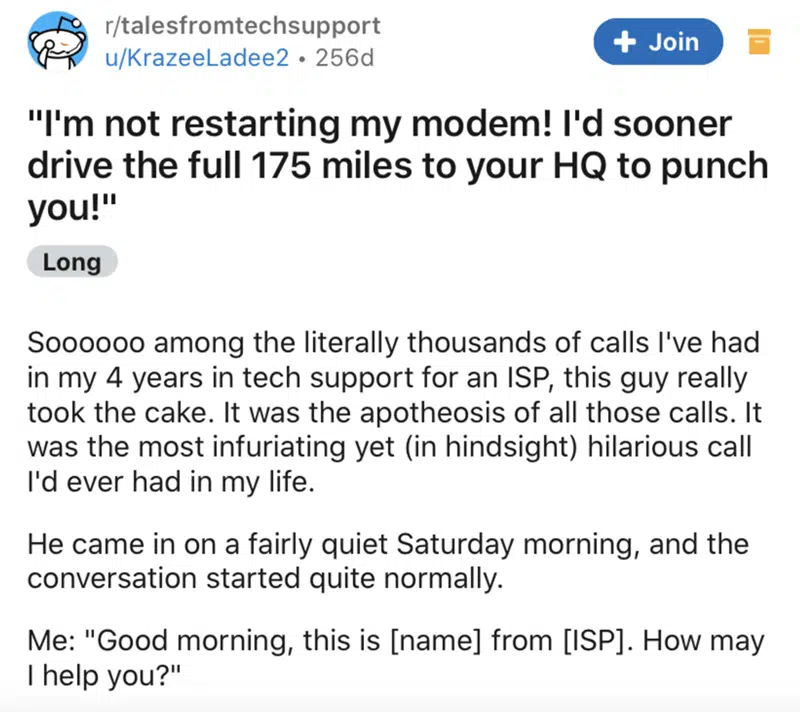 r/talesfromtechsupport
u/KrazeeLadee2 • 256d
+ Join
"I'm not restarting my modem! I'd sooner
drive the full 175 miles to your HQ to punch
you!"
Long
Soooooo among the literally thousands of calls I've had
in my 4 years in tech support for an ISP, this guy really
took the cake. It was the apotheosis of all those calls. It
was the most infuriating yet (in hindsight) hilarious call
I'd ever had in my life.
He came in on a fairly quiet Saturday morning, and the
conversation started quite normally.
Me: "Good morning, this is [name] from [ISP]. How may
I help you?"